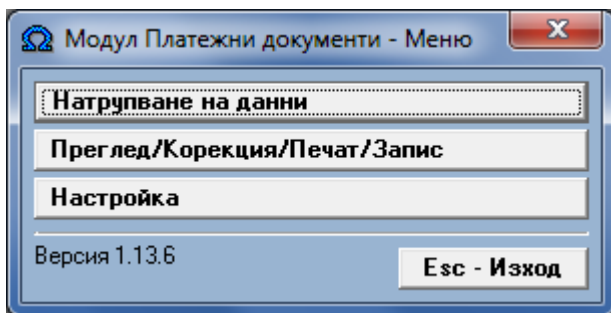 Модул Платежни документи - Меню
Натрупване на данни
Преглед/Корекция/Печат/Запис
Настройка
Версия 1.13.6
Esc - Изход